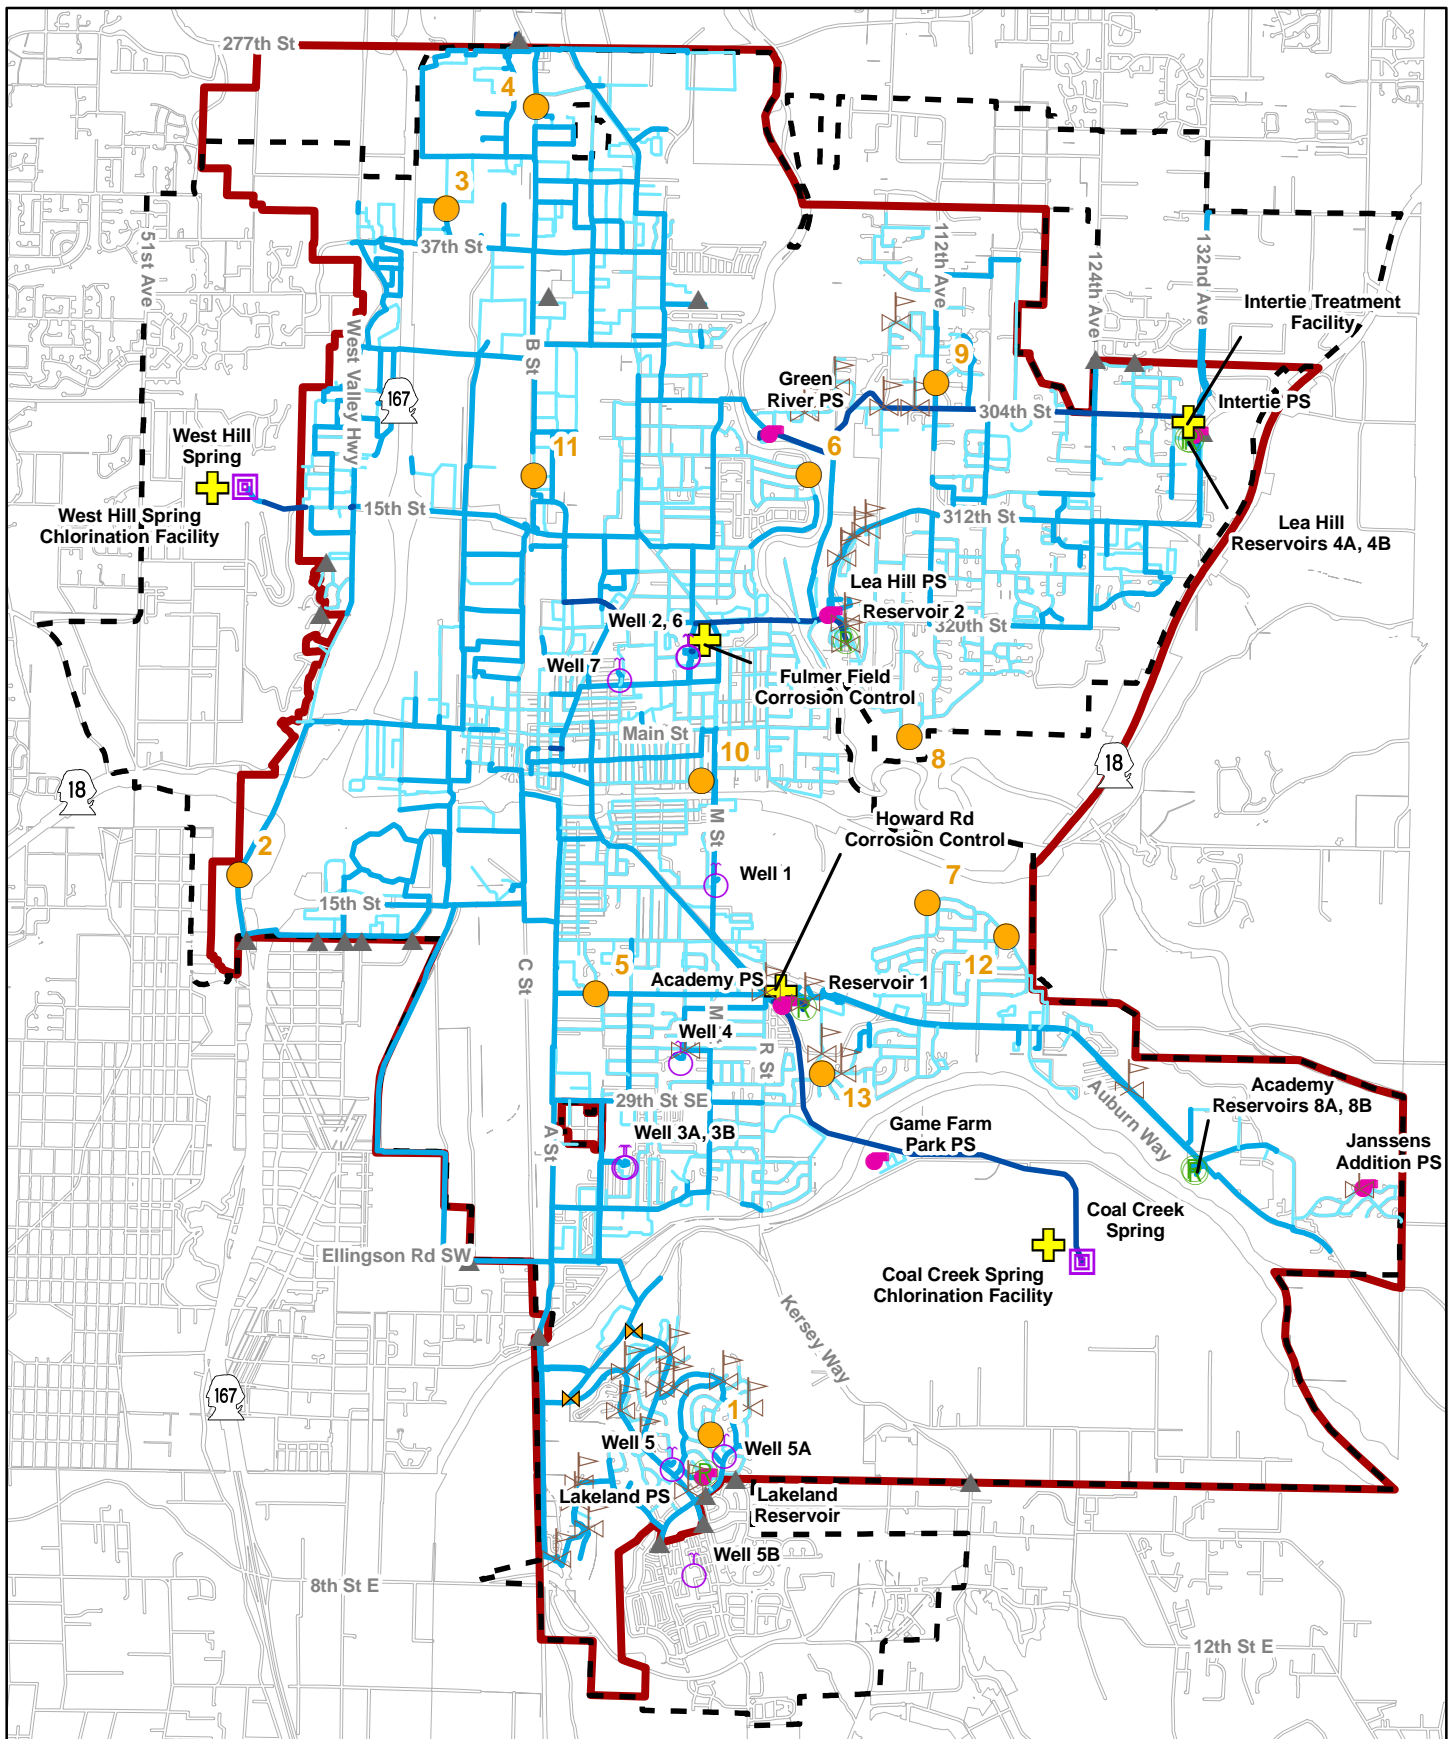 277th St
4
3
37th St
51st Ave
West Valley Hwy
167
B St
112th Ave
124th Ave
132nd Ave
Intertie Treatment
Facility
9
Green
River PS
304th St
Intertie PS
West Hill
Spring
11
6
West Hill Spring
Chlorination Facility
15th St
312th St
Lea Hill
Reservoirs 4A, 4B
Lea Hill PS
Reservoir 2
320th St
Well 2, 6
Well 7
Fulmer Field
Corrosion Control
Main St
10
8
18
18
M St
Howard Rd
Corrosion Control
2
Well 1
7
15th St
C St
5
Academy PS
Reservoir 1
12
M St
Well 4
R St
29th St SE
13
Auburn Way
Academy
Reservoirs 8A, 8B
A St
Well 3A, 3B
Game Farm
Park PS
Janssens
Addition PS
Coal Creek
Spring
Ellingson Rd SW
Coal Creek Spring
Chlorination Facility
Kersey Way
167
1
Well 5
Well 5A
R
Lakeland PS
Lakeland
Reservoir
Well 5B
8th St E
12th St E